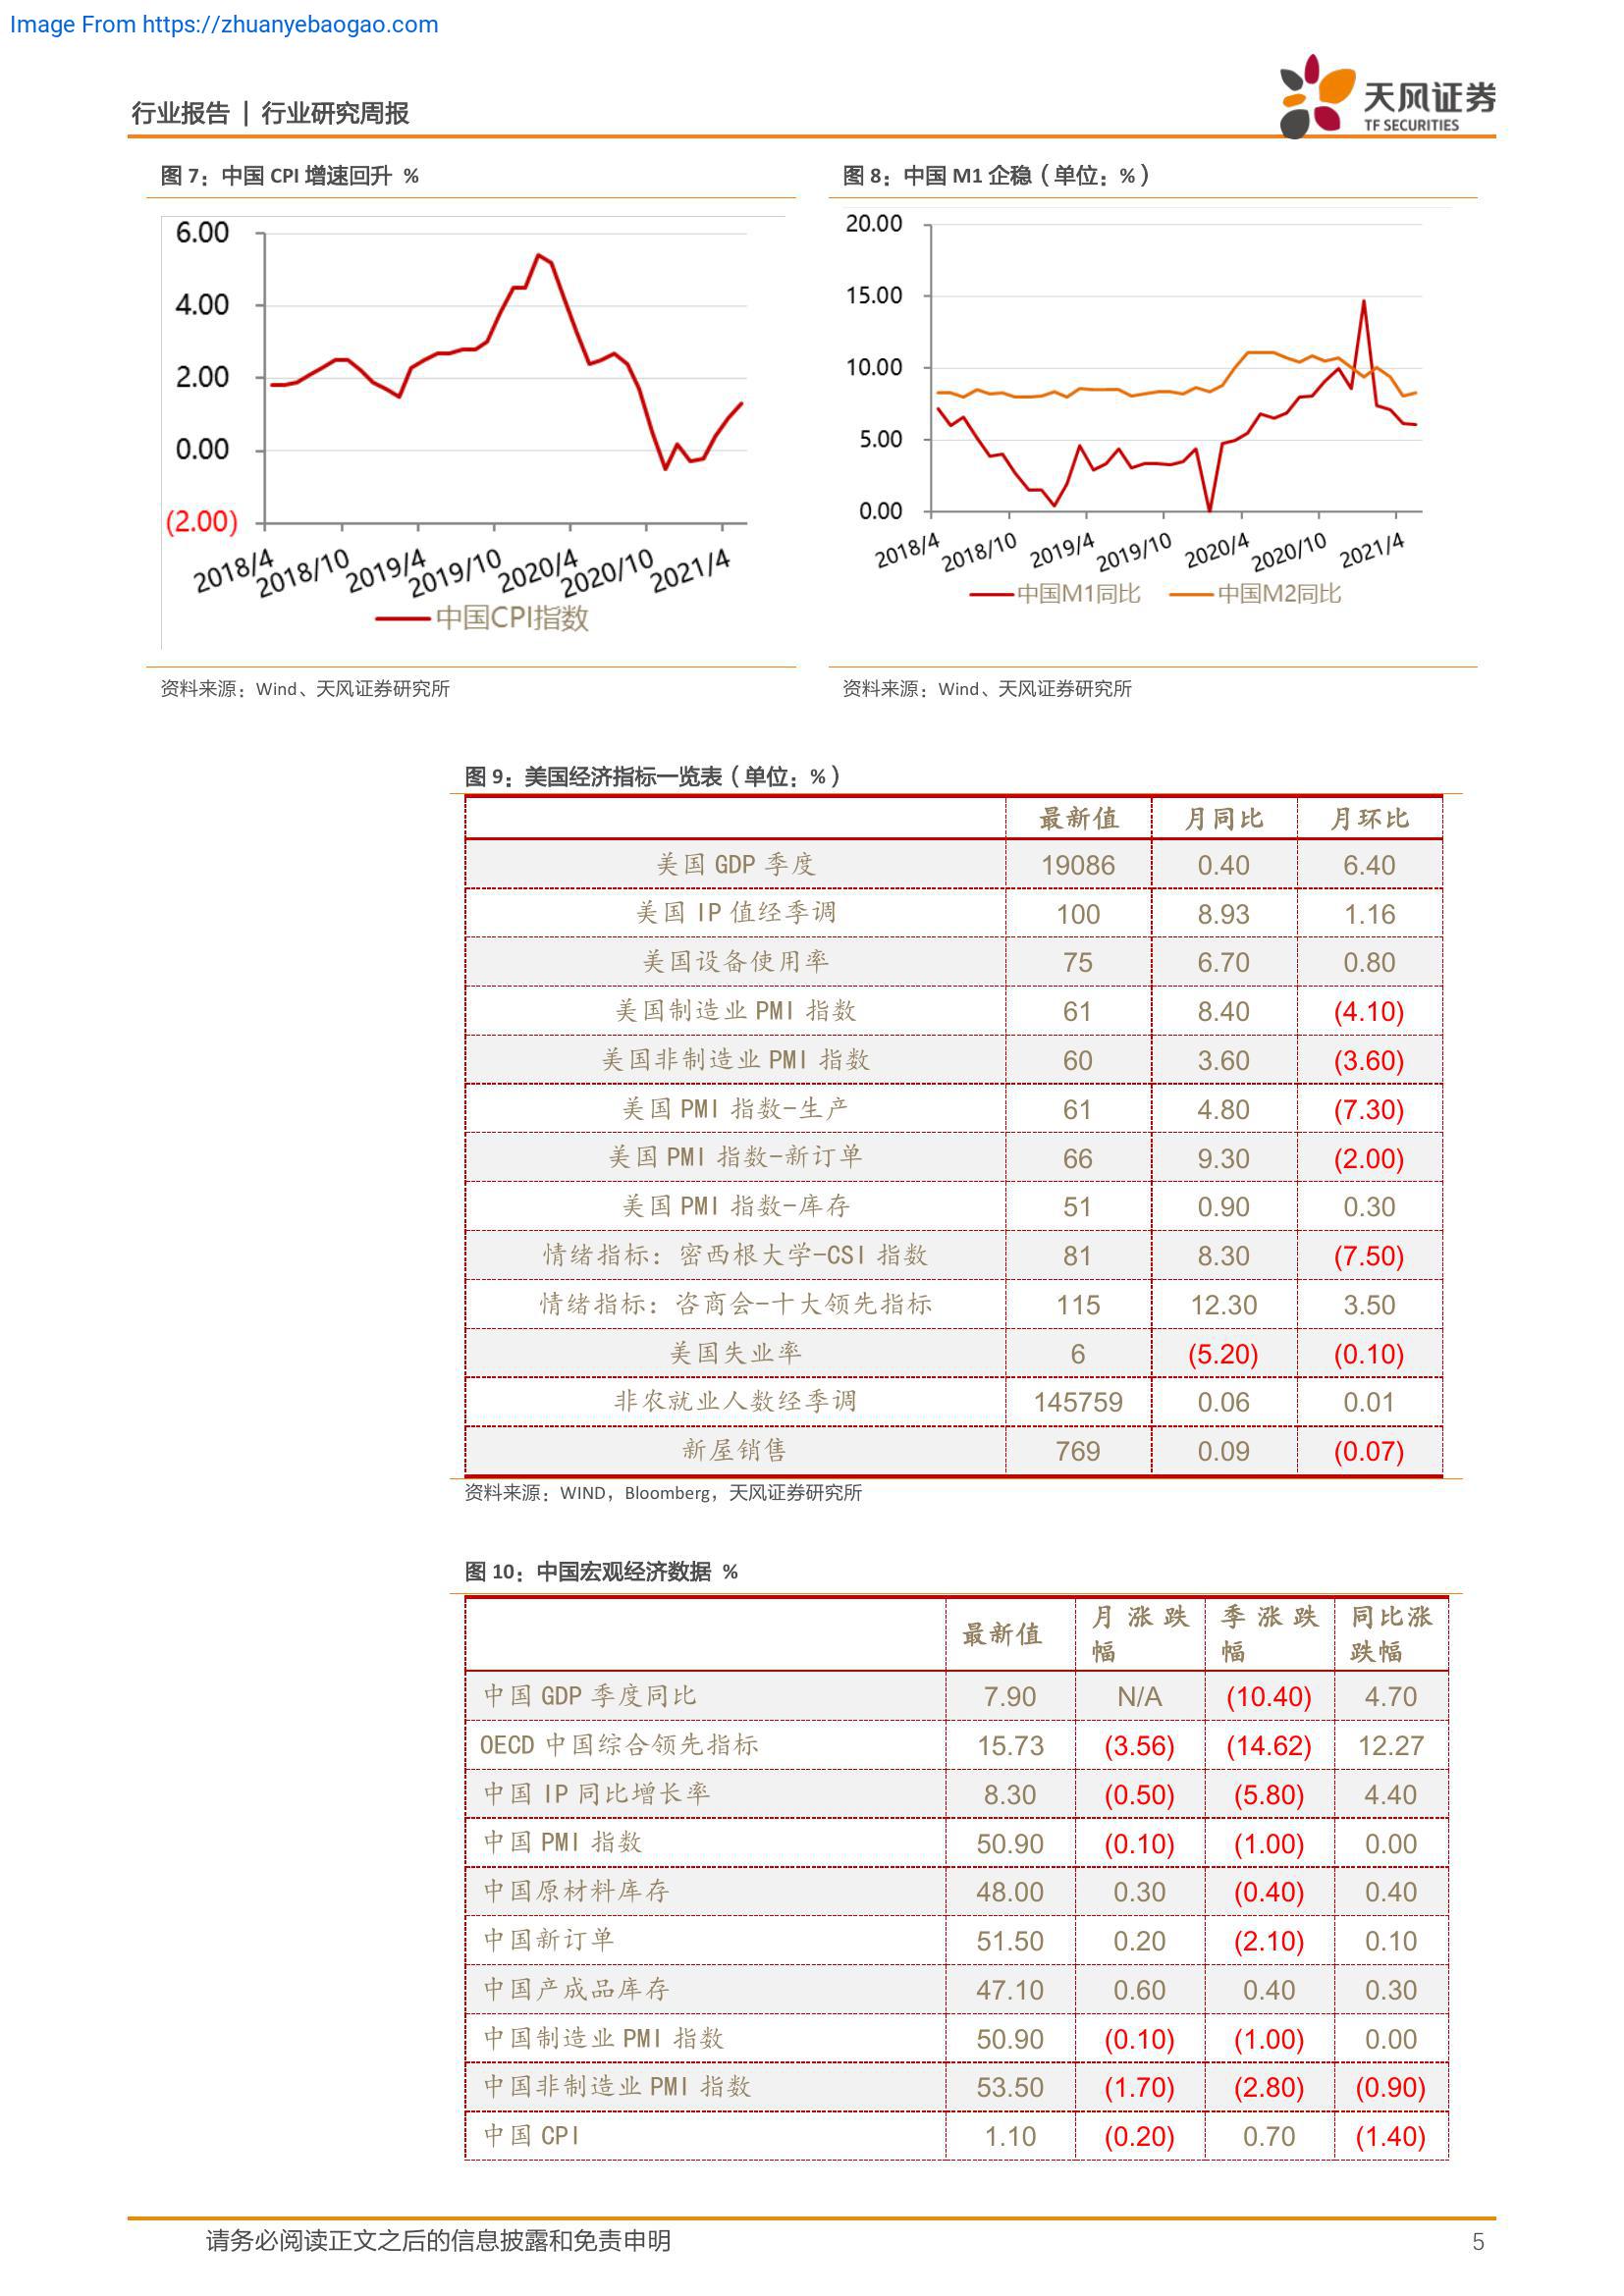 Image From https://zhuanyebaogao.com
行业报告 | 行业研究周报
天风证券
TF SECURITIES
图 7：中国 CPI 增速回升 %
6.00
4.00
2.00
0.00
(2.00)
2018/4 2018/10 2019/4 2019/10 2020/4 2020/10 2021/4
中国CPI指数
资料来源：Wind、天风证券研究所
图 8：中国 M1 企稳（单位：%）
20.00
15.00
10.00
5.00
0.00
2018/4 2018/10 2019/4 2019/10 2020/4 2020/10 2021/4
中国M1同比 中国M2同比
资料来源：Wind、天风证券研究所
图 9：美国经济指标一览表（单位：%）
最新值 月同比 月环比
美国 GDP 季度 19086 0.40 6.40
美国 IP 值经季调 100 8.93 1.16
美国设备使用率 75 6.70 0.80
美国制造业 PMI 指数 61 8.40 (4.10)
美国非制造业 PMI 指数 60 3.60 (3.60)
美国 PMI 指数-生产 61 4.80 (7.30)
美国 PMI 指数-新订单 66 9.30 (2.00)
美国 PMI 指数-库存 51 0.90 0.30
情绪指标：密西根大学-CSI 指数 81 8.30 (7.50)
情绪指标：咨商会-十大领先指标 115 12.30 3.50
美国失业率 6 (5.20) (0.10)
非农就业人数经季调 145759 0.06 0.01
新屋销售 769 0.09 (0.07)
资料来源：WIND，Bloomberg，天风证券研究所
图 10：中国宏观经济数据 %
最新值 月涨跌幅 季涨跌幅 同比涨跌幅
中国 GDP 季度同比 7.90 N/A (10.40) 4.70
OECD 中国综合领先指标 15.73 (3.56) (14.62) 12.27
中国 IP 同比增长率 8.30 (0.50) (5.80) 4.40
中国 PMI 指数 50.90 (0.10) (1.00) 0.00
中国原材料库存 48.00 0.30 (0.40) 0.40
中国新订单 51.50 0.20 (2.10) 0.10
中国产成品库存 47.10 0.60 0.40 0.30
中国制造业 PMI 指数 50.90 (0.10) (1.00) 0.00
中国非制造业 PMI 指数 53.50 (1.70) (2.80) (0.90)
中国 CPI 1.10 (0.20) 0.70 (1.40)
请务必阅读正文之后的信息披露和免责申明 5